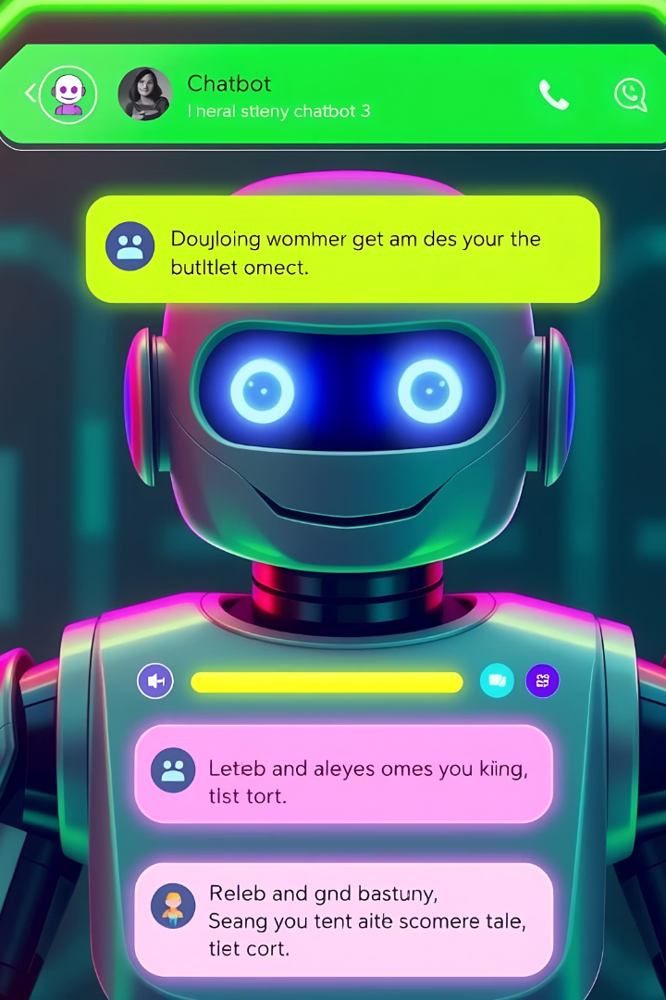 Chatbot
I neral stteny chatbot 3
Doujloing wommer get am des your the
butltlet omect.
Leteb and aleyes omes you kiing,
tlst tort.
Releb and gnd bastuny,
Seang you tent aite scomere tale,
tlet cort.